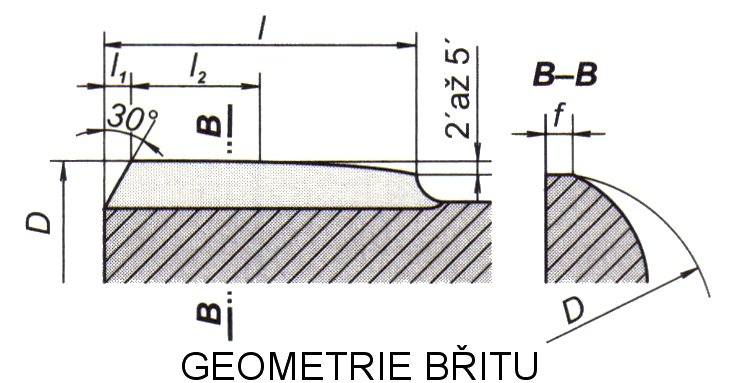 l
l₁ l₂
30°
B
2´až 5´
B–B
f
D
D
B
GEOMETRIE BŘITU